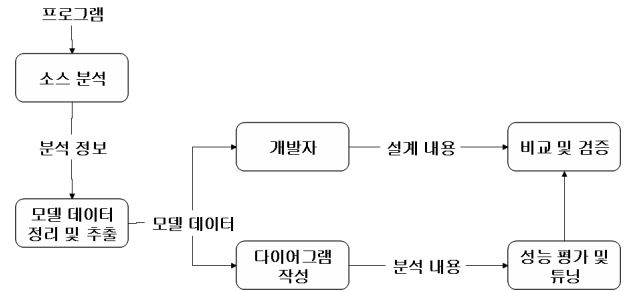 프로그램
소스 분석
분석 정보
모델 데이터
정리 및 추출
모델 데이터
개발자
설계 내용
비교 및 검증
다이어그램
작성
분석 내용
성능 평가 및
튜닝